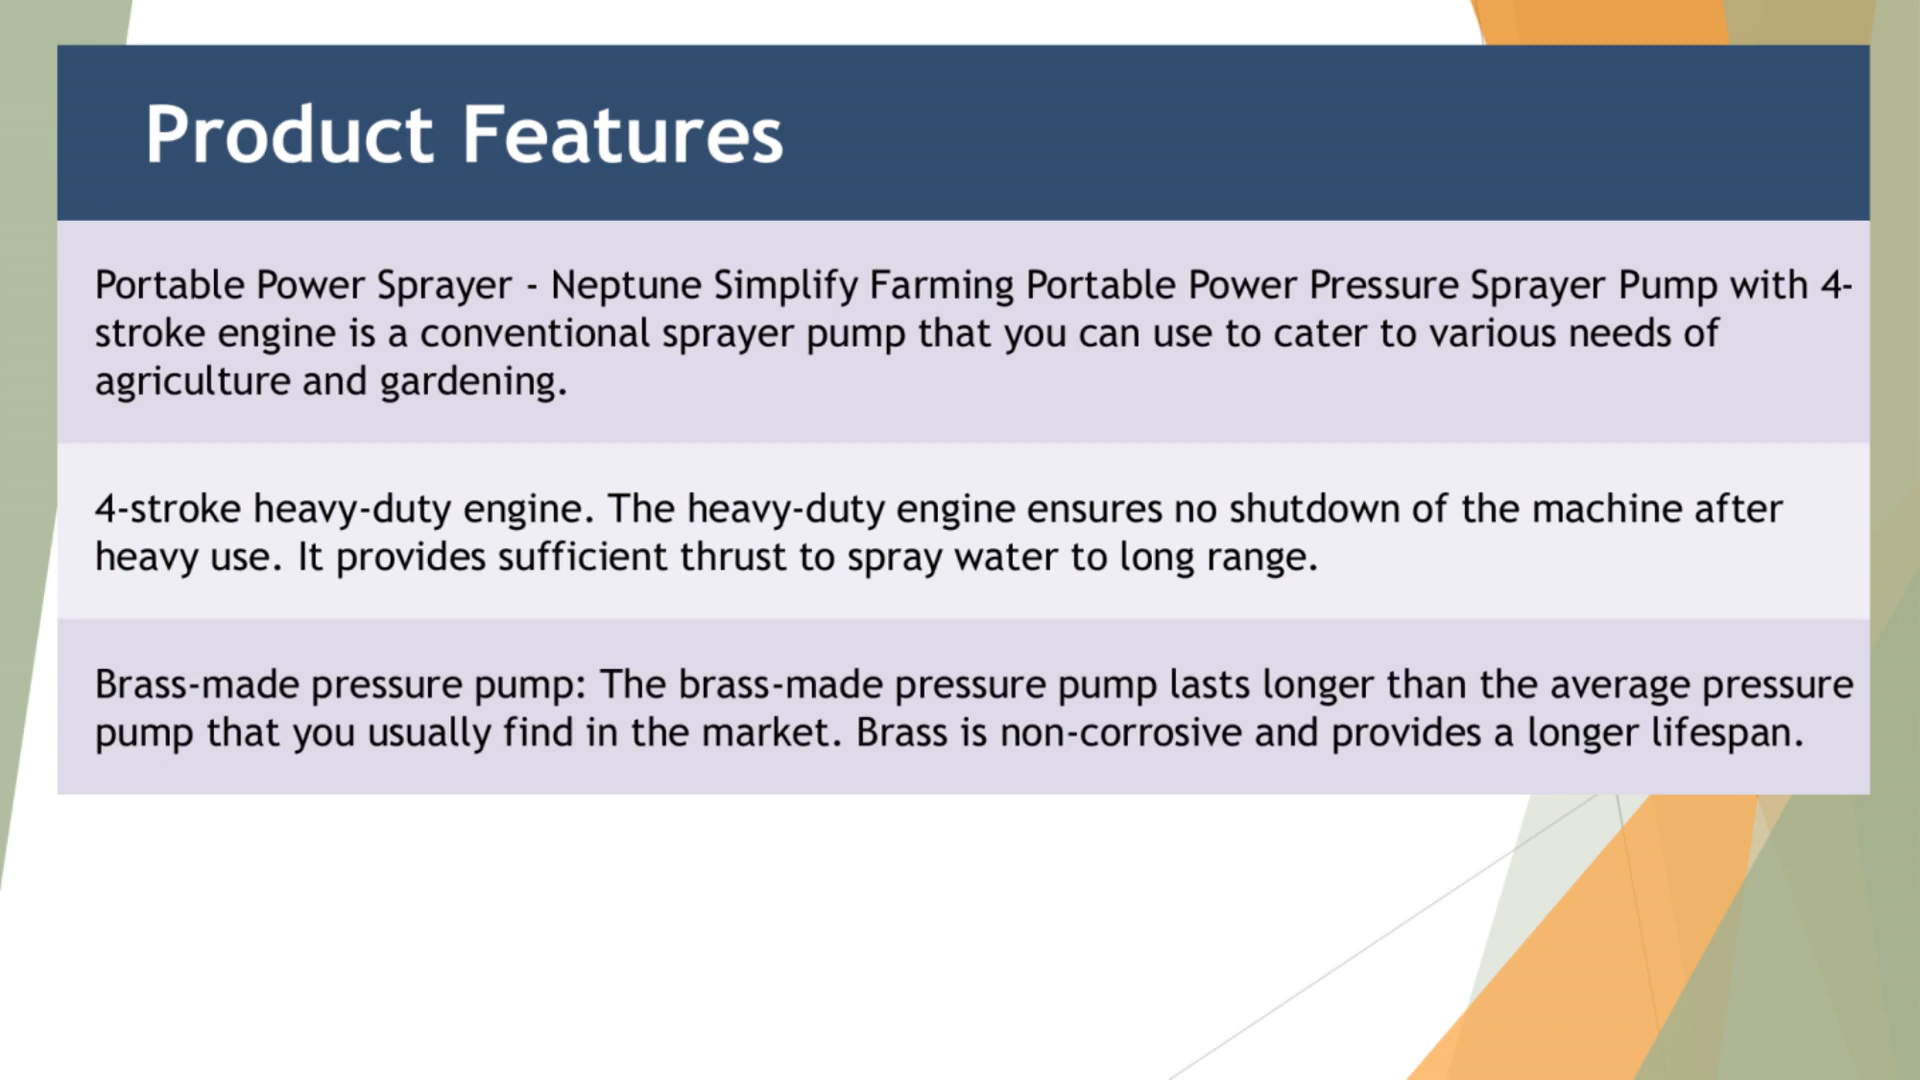 Product Features
Portable Power Sprayer - Neptune Simplify Farming Portable Power Pressure Sprayer Pump with 4-
stroke engine is a conventional sprayer pump that you can use to cater to various needs of
agriculture and gardening.
4-stroke heavy-duty engine. The heavy-duty engine ensures no shutdown of the machine after
heavy use. It provides sufficient thrust to spray water to long range.
Brass-made pressure pump: The brass-made pressure pump lasts longer than the average pressure
pump that you usually find in the market. Brass is non-corrosive and provides a longer lifespan.